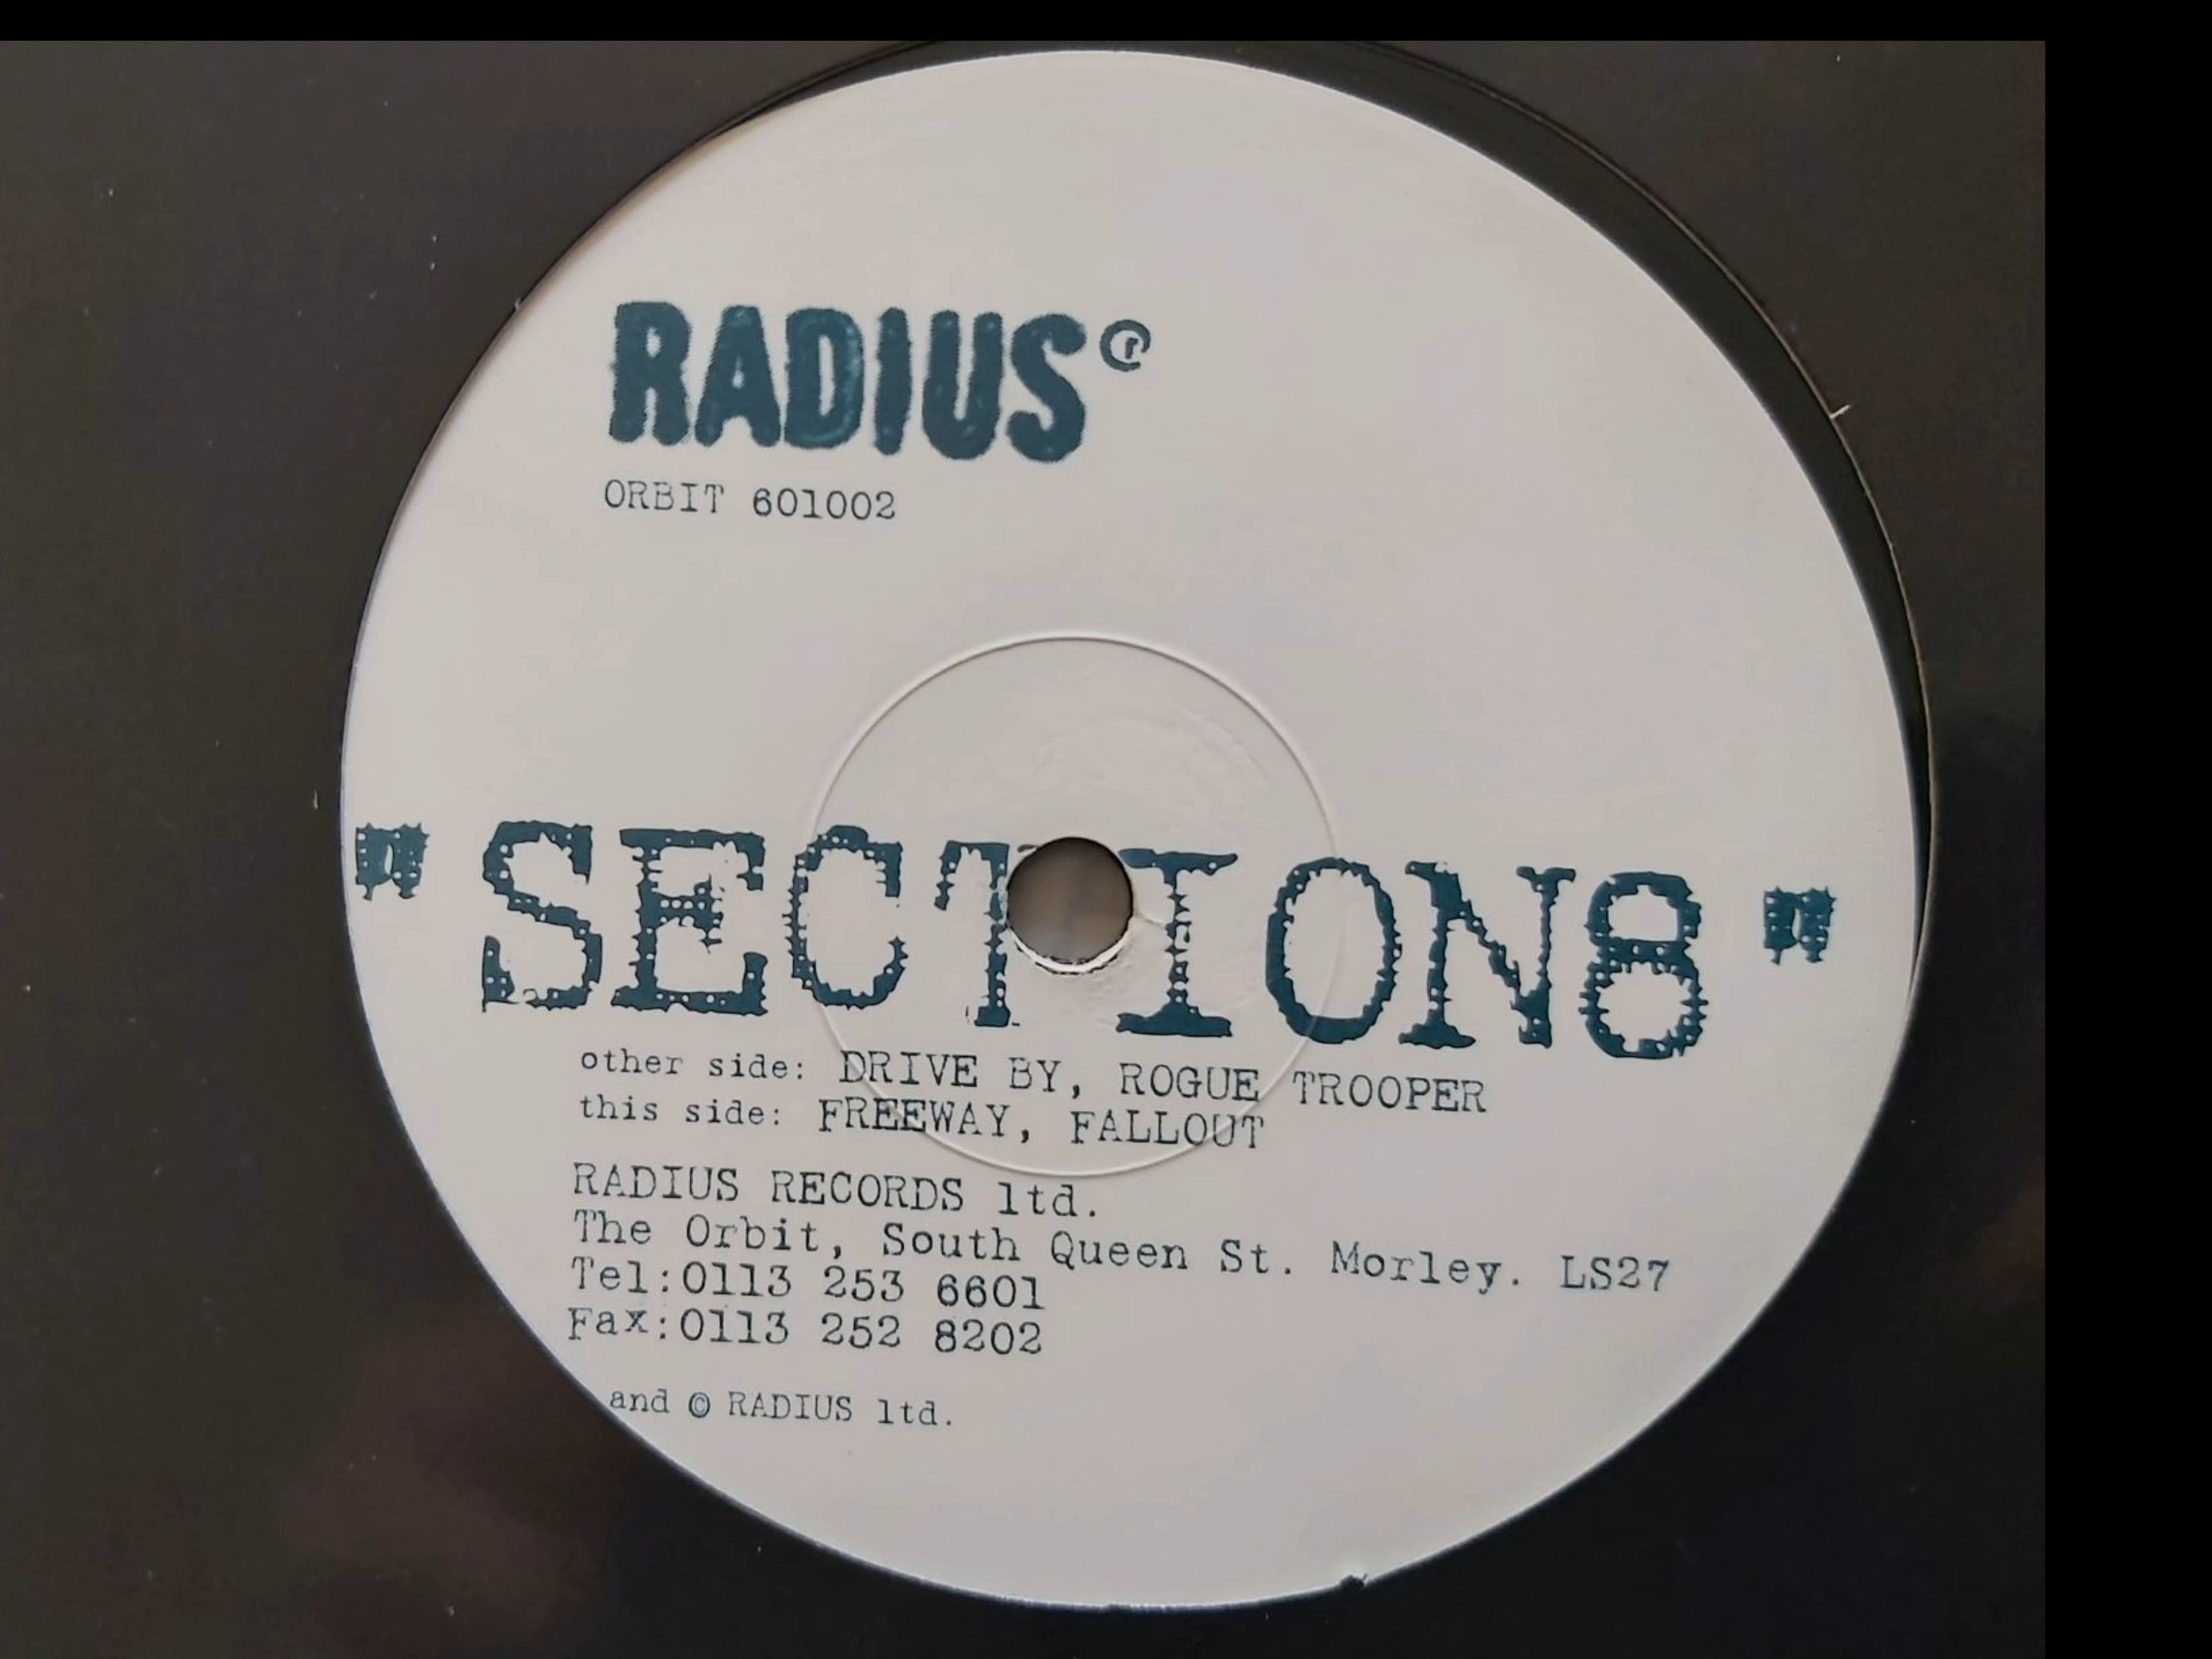 RADIUS®
ORBIT 601002
"SECTION8"
other side: DRIVE BY, ROGUE TROOPER
this side: FREEWAY, FALLOUT
RADIUS RECORDS ltd.
The Orbit, South Queen St. Morley. LS27
Tel:0113 253 6601
Fax:0113 252 8202
and © RADIUS ltd.